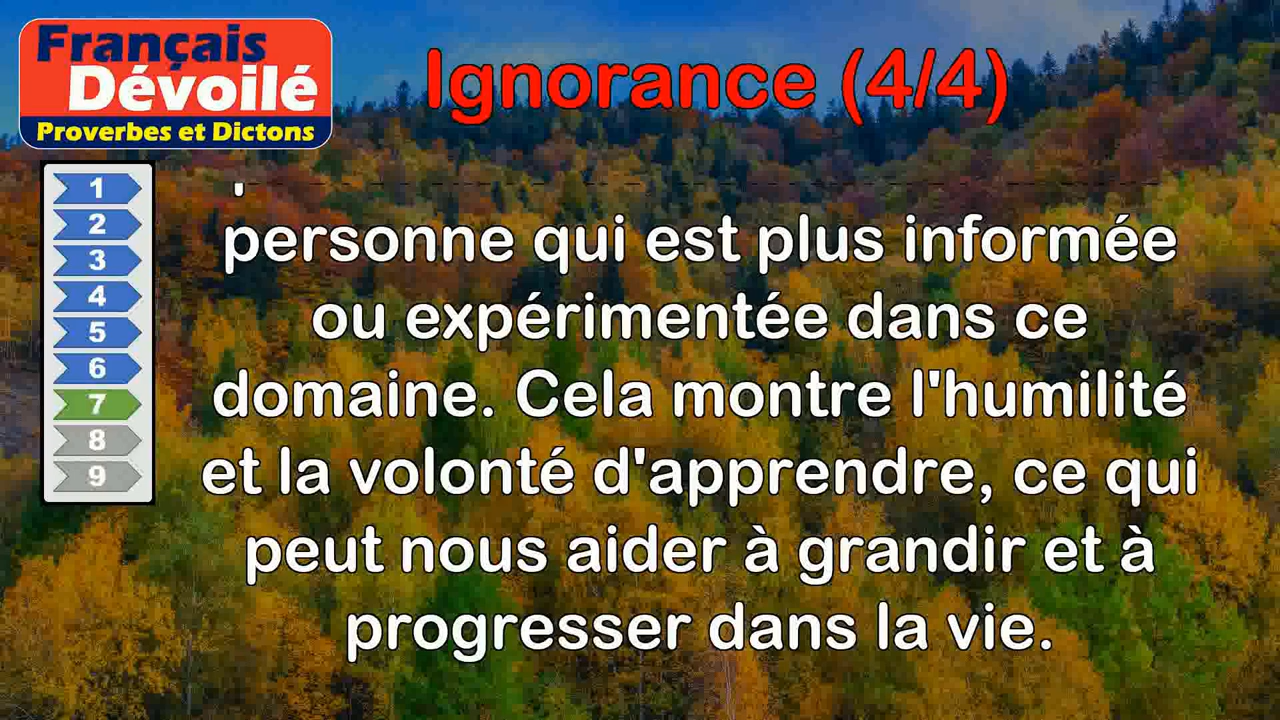 Français
Dévoilé
Proverbes et Dictons
Ignorance (4/4)
1
2
3
4
5
6
7
8
9
personne qui est plus informée
ou expérimentée dans ce
domaine. Cela montre l'humilité
et la volonté d'apprendre, ce qui
peut nous aider à grandir et à
progresser dans la vie.